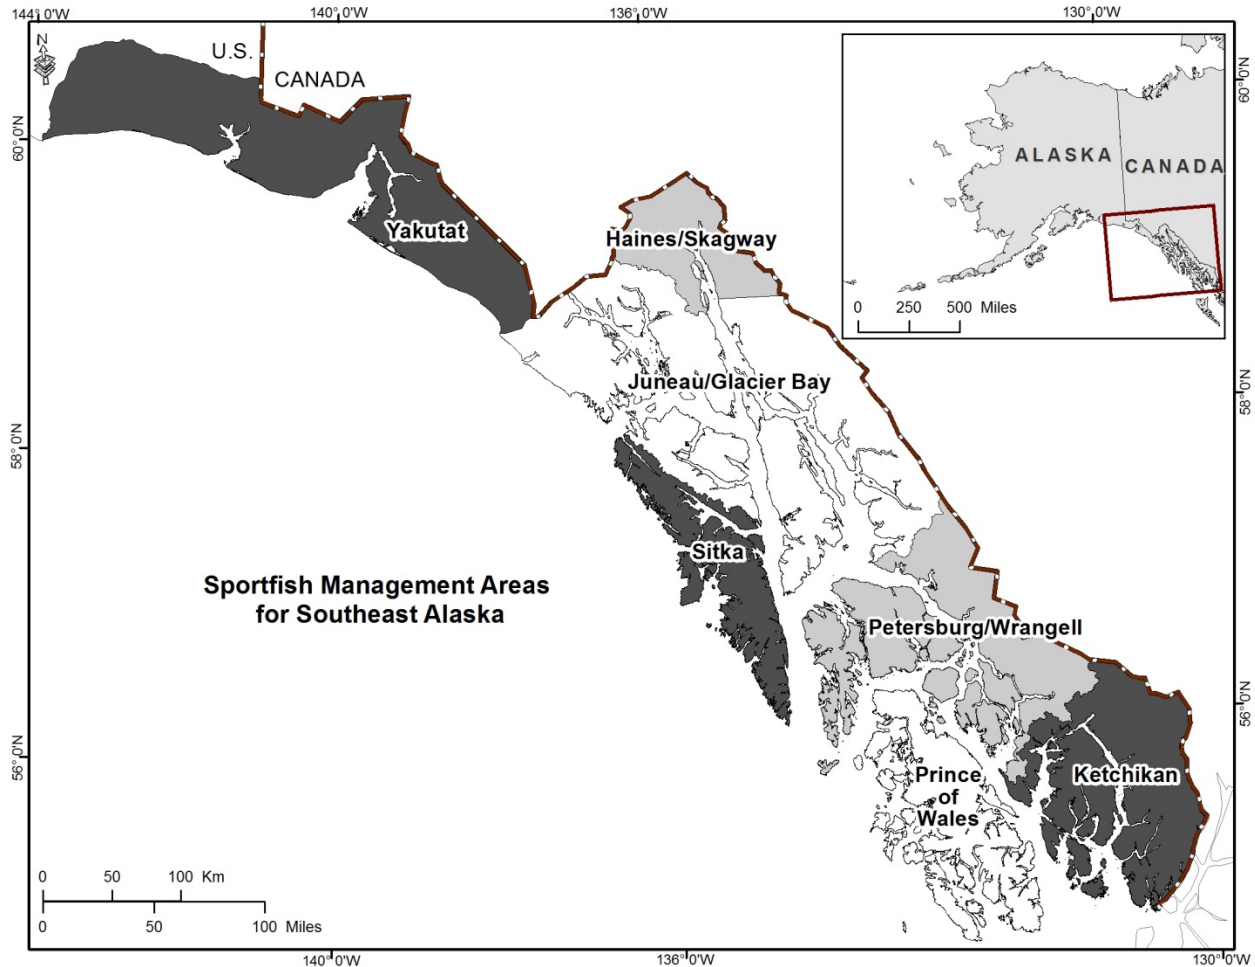 144° 0'W
140° 0'W
136° 0'W
130° 0'W
N
U.S.
CANADA
60° 0'N
60° 0'N
ALASKA
CANADA
0 250 500 Miles
Yakutat
Haines/Skagway
Juneau/Glacier Bay
58° 0'N
58° 0'N
Sitka
Sportfish Management Areas
for Southeast Alaska
Petersburg/Wrangell
56° 0'N
56° 0'N
Prince
of
Wales
Ketchikan
0 50 100 Km
0 50 100 Miles
140° 0'W
136° 0'W
130° 0'W